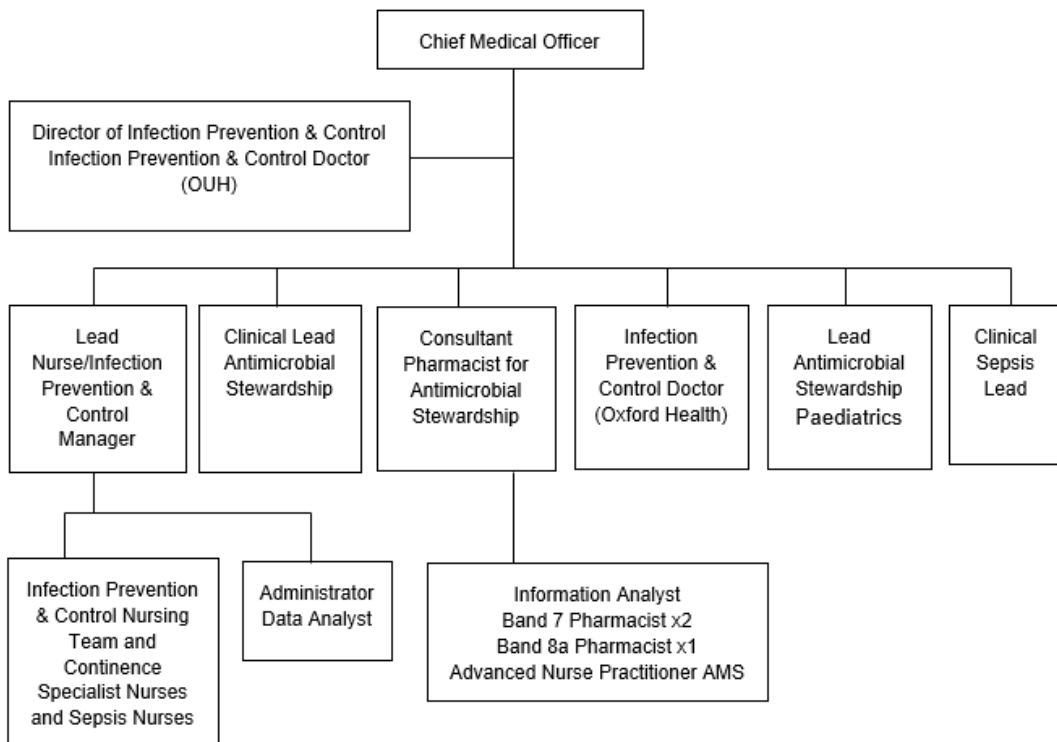 Chief Medical Officer
Director of Infection Prevention & Control
Infection Prevention & Control Doctor
(OUH)
Lead
Nurse/Infection
Prevention &
Control
Manager
Clinical Lead
Antimicrobial
Stewardship
Consultant
Pharmacist for
Antimicrobial
Stewardship
Infection
Prevention &
Control Doctor
(Oxford Health)
Lead
Antimicrobial
Stewardship
Paediatrics
Clinical
Sepsis
Lead
Infection Prevention
& Control Nursing
Team and
Continence
Specialist Nurses
and Sepsis Nurses
Administrator
Data Analyst
Information Analyst
Band 7 Pharmacist x2
Band 8a Pharmacist x1
Advanced Nurse Practitioner AMS